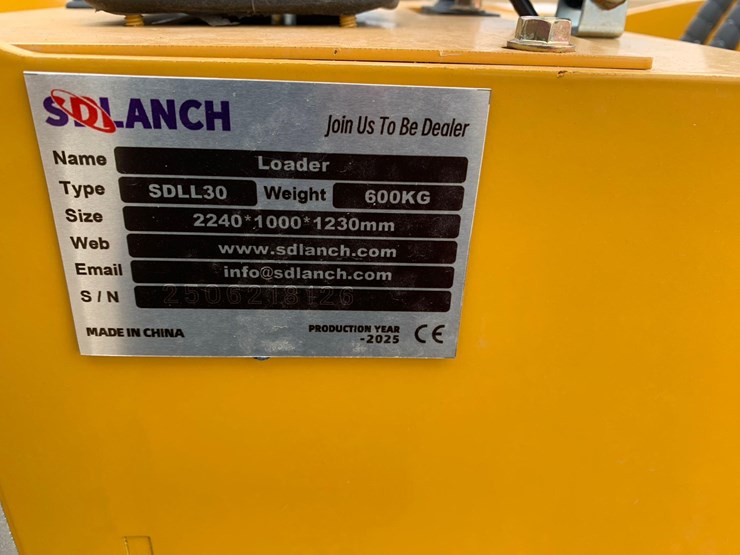 SDLANCH
Join Us To Be Dealer
Name Loader
Type SDLL30 Weight 600KG
Size 2240*1000*1230mm
Web www.sdlanch.com
Email info@sdlanch.com
S / N
MADE IN CHINA
PRODUCTION YEAR
-2025
CE